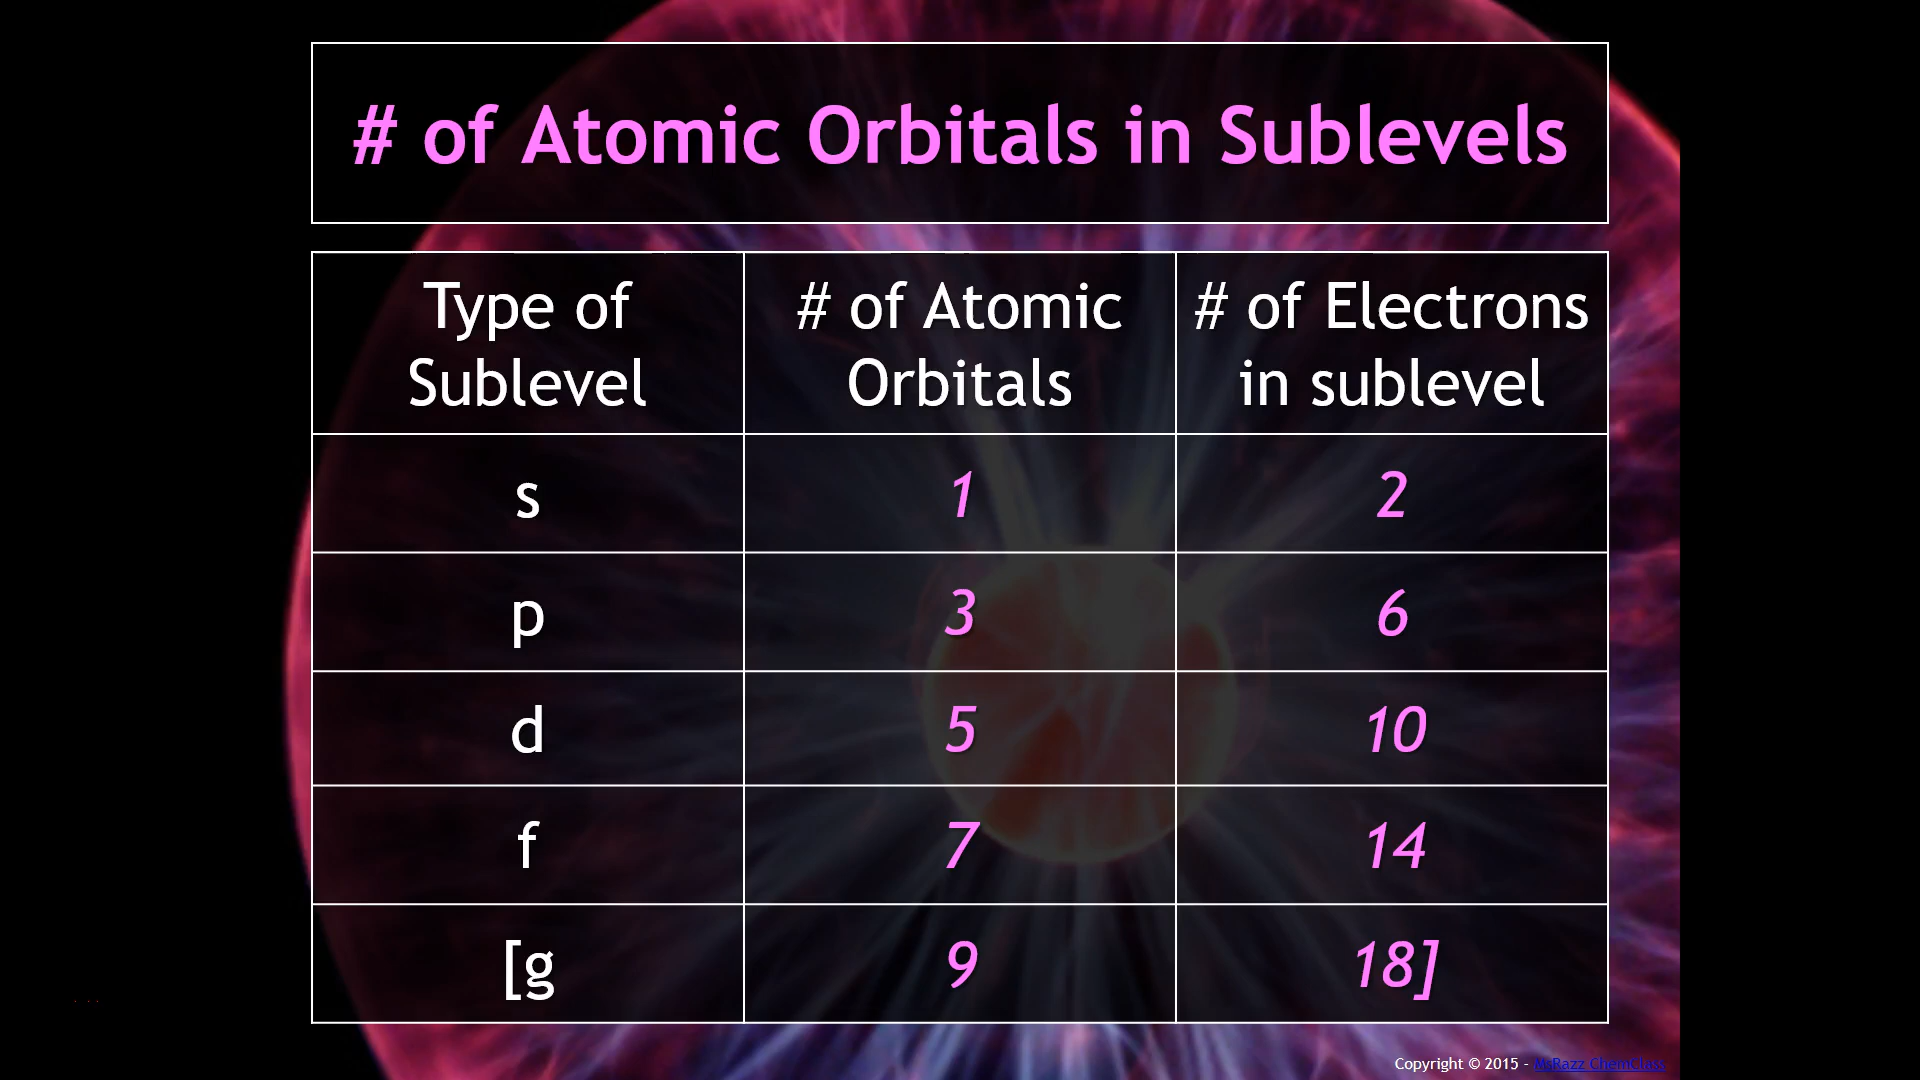 # of Atomic Orbitals in Sublevels
Type of Sublevel # of Atomic Orbitals # of Electrons in sublevel
s 1 2
p 3 6
d 5 10
f 7 14
[g 9 18]
Copyright © 2015 - MsRazz ChemClass